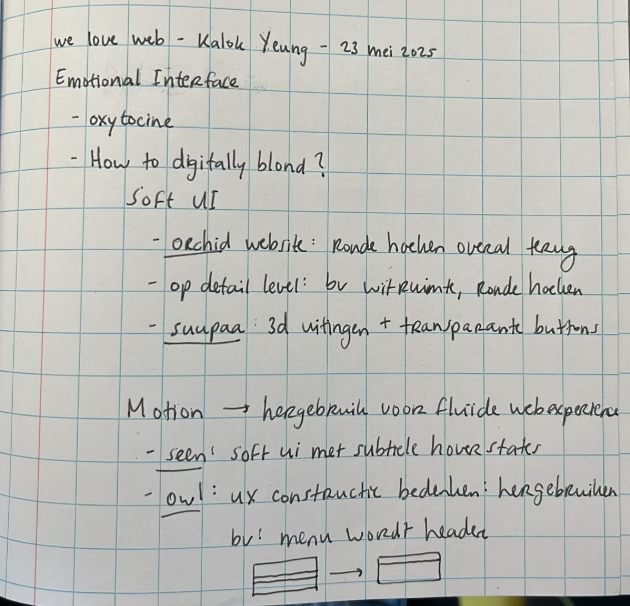 we love web - Kalok Yeung - 23 mei 2025
Emotional Interface
- oxytocine
- How to digitally blond?
Soft UI
- orchid website: Ronde hoeken overal terug
- op detail level: bv witruimte, Ronde hoeken
- suupaa: 3d uitingen + transparante buttons
Motion → hergebruik voor fluïde webexperience
- seen: soft ui met subtiele hover states
- owl: ux constructie bedenken: hergebruiken
bv: menu wordt header
→